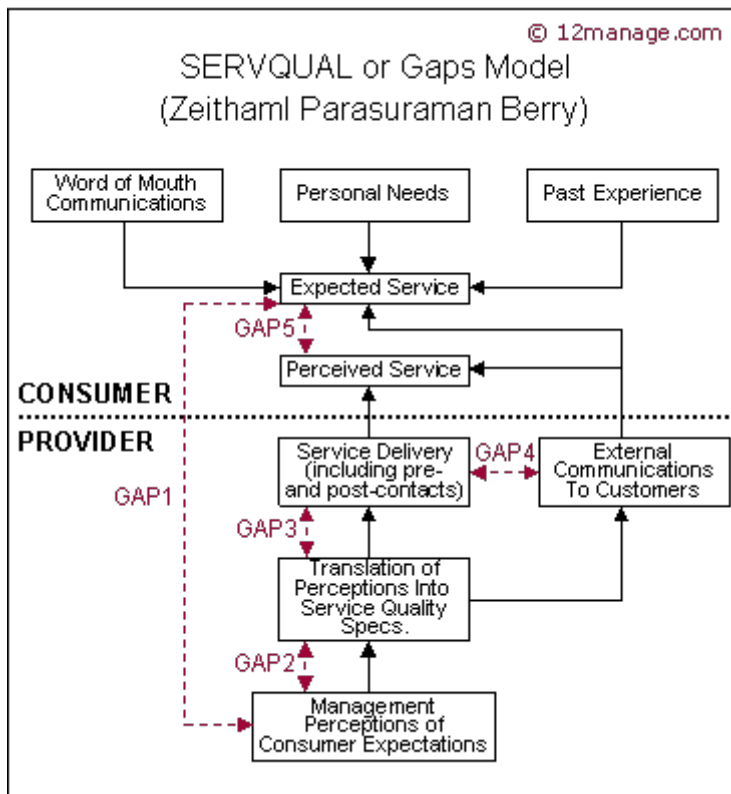 © 12manage.com
SERVQUAL or Gaps Model
(Zeithaml Parasuraman Berry)
Word of Mouth
Communications
Personal Needs
Past Experience
Expected Service
GAP5
Perceived Service
CONSUMER
PROVIDER
Service Delivery
(including pre-
and post-contacts)
GAP4
External
Communications
To Customers
GAP1
GAP3
Translation of
Perceptions Into
Service Quality
Specs.
GAP2
Management
Perceptions of
Consumer Expectations